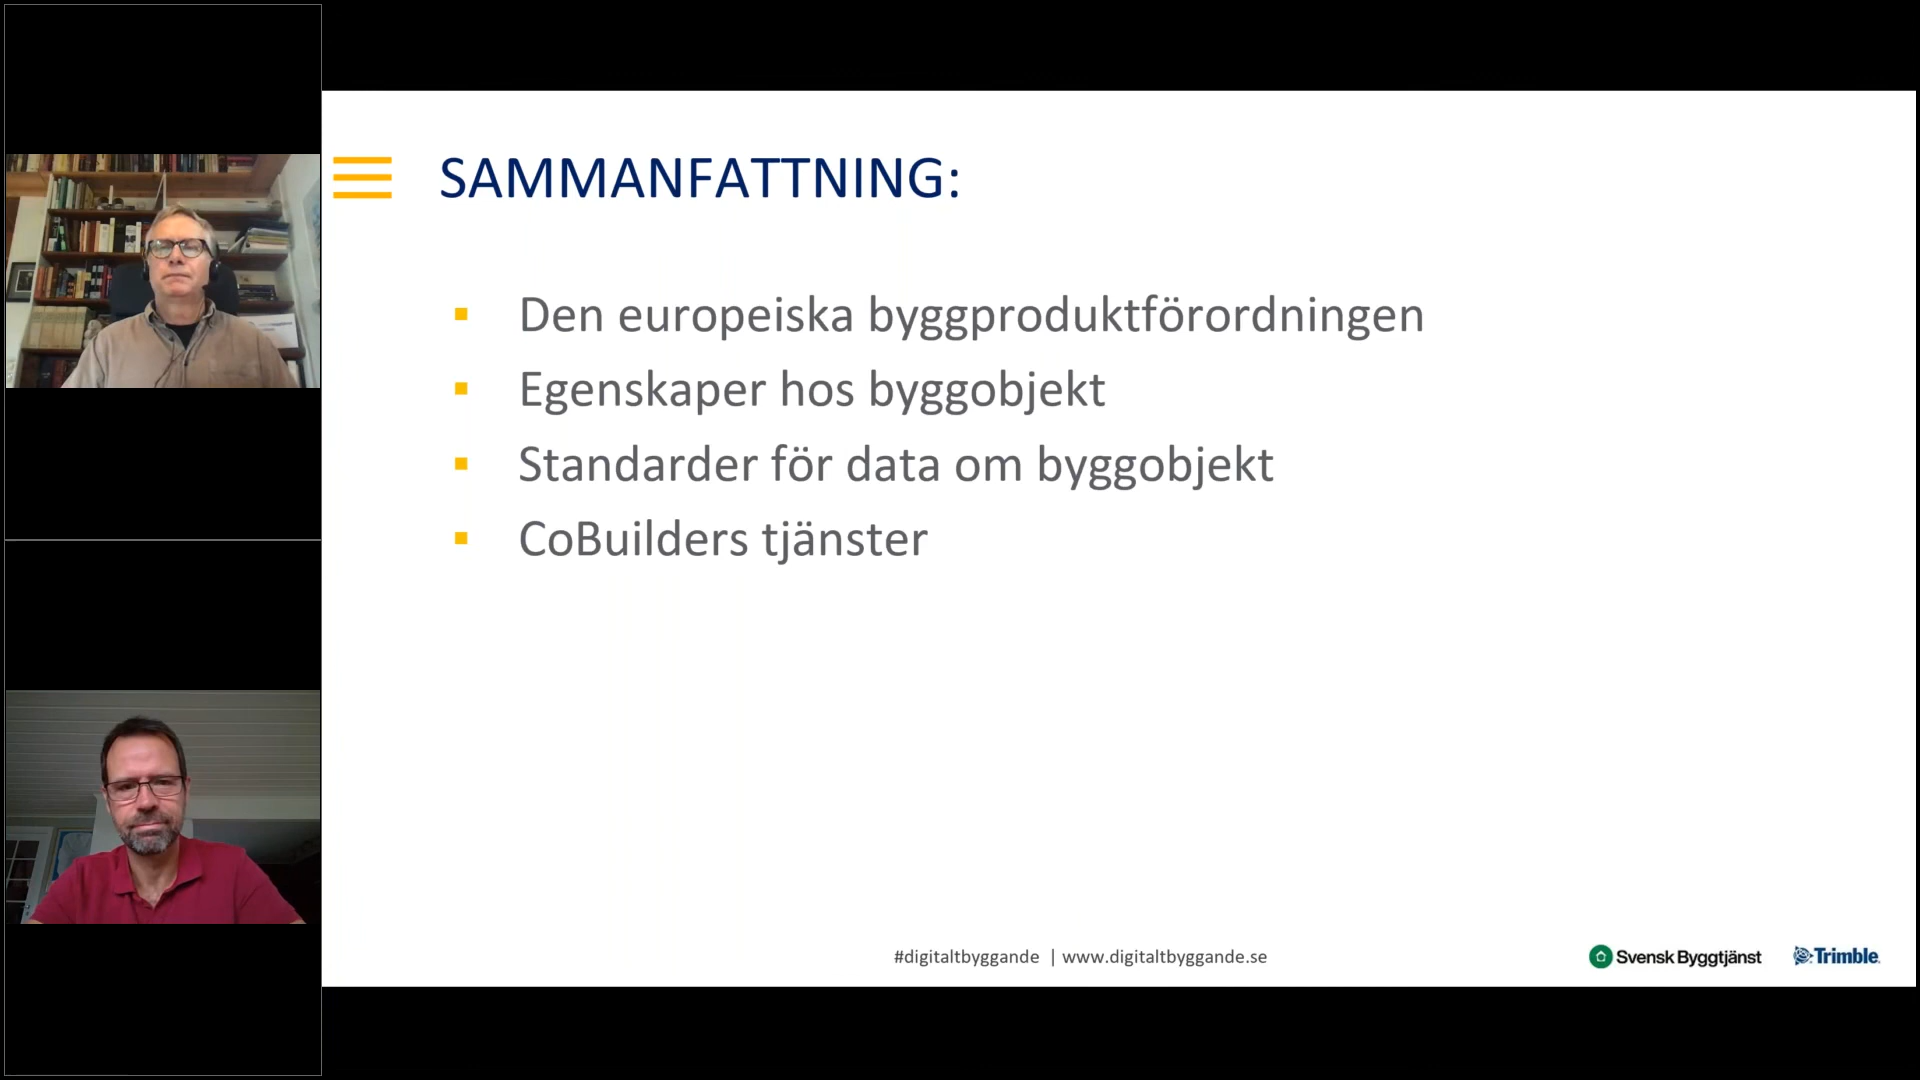 SAMMANFATTNING:
▪ Den europeiska byggproduktförordningen
▪ Egenskaper hos byggobjekt
▪ Standarder för data om byggobjekt
▪ CoBuilders tjänster
#digitaltbyggande | www.digitaltbyggande.se
Svensk Byggtjänst
Trimble